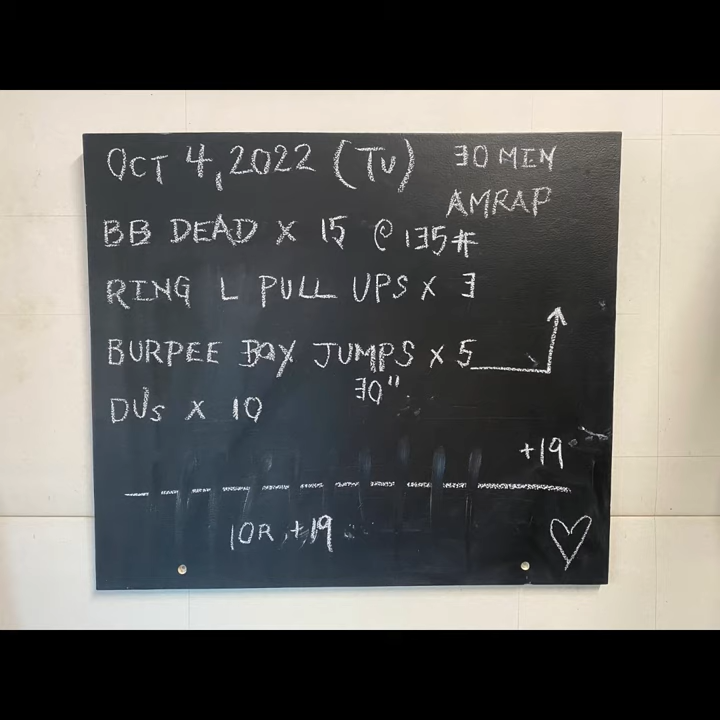 OCT 4, 2022 (TU)
30 MIN
AMRAP
BB DEAD X 15 @ 135#
RING L PULL UPS X 3
BURPEE BOX JUMPS X 5
30"
DUs X 10
+19
10R +19